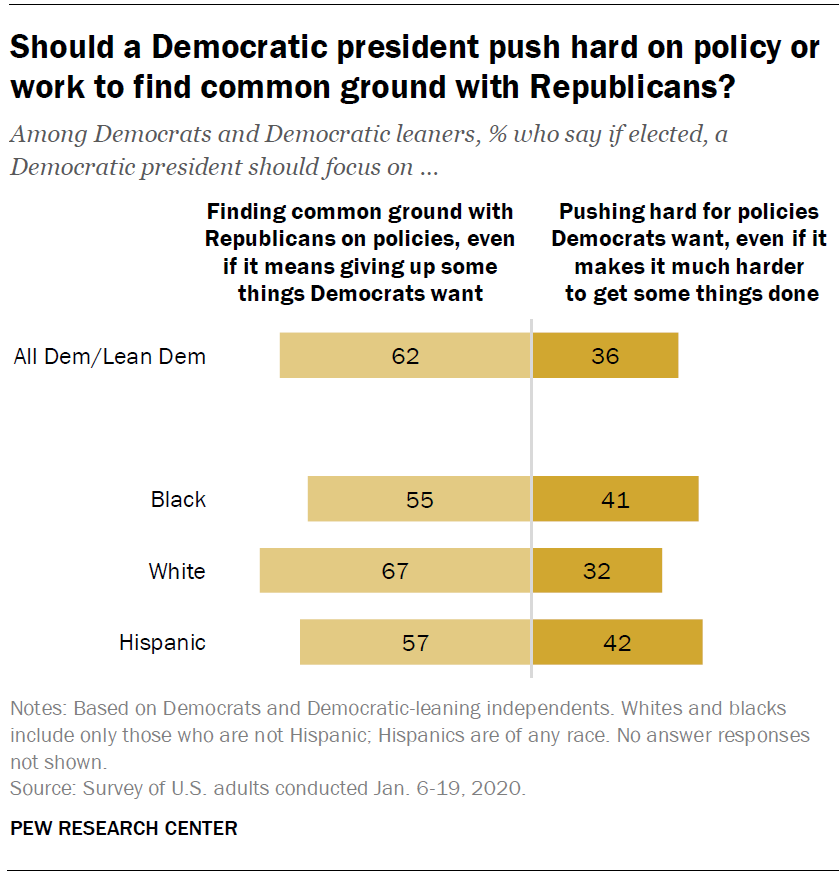 Should a Democratic president push hard on policy or
work to find common ground with Republicans?
Among Democrats and Democratic leaners, % who say if elected, a
Democratic president should focus on ...
Finding common ground with
Republicans on policies, even
if it means giving up some
things Democrats want
Pushing hard for policies
Democrats want, even if it
makes it much harder
to get some things done
All Dem/Lean Dem 62 36
Black 55 41
White 67 32
Hispanic 57 42
Notes: Based on Democrats and Democratic-leaning independents. Whites and blacks
include only those who are not Hispanic; Hispanics are of any race. No answer responses
not shown.
Source: Survey of U.S. adults conducted Jan. 6-19, 2020.
PEW RESEARCH CENTER